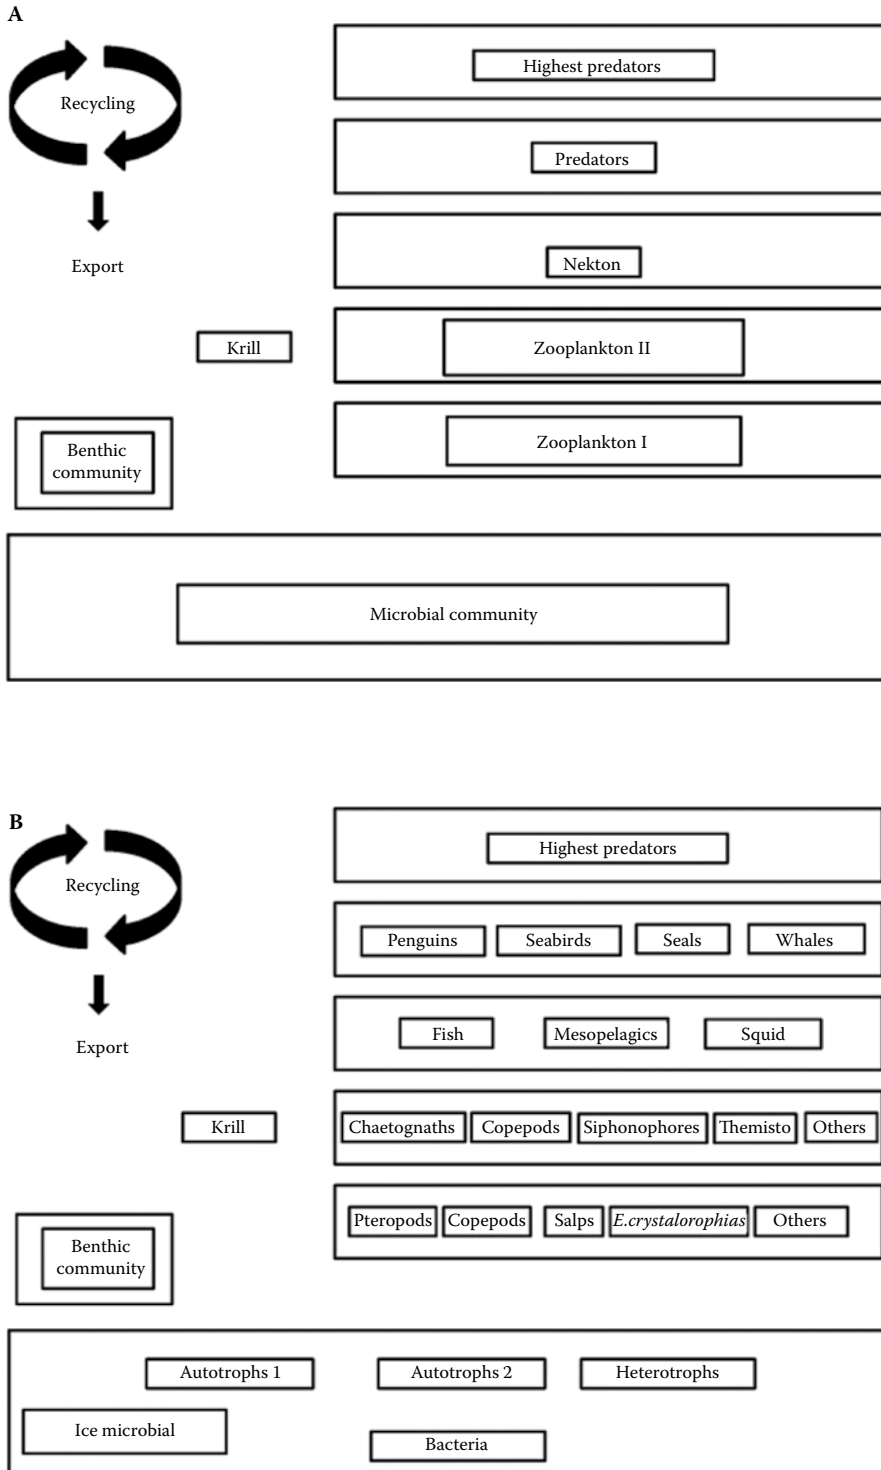 A
Highest predators
Recycling
Predators
Export
Nekton
Krill
Zooplankton II
Benthic
community
Zooplankton I
Microbial community
B
Highest predators
Recycling
Penguins
Seabirds
Seals
Whales
Export
Fish
Mesopelagics
Squid
Krill
Chaetognaths
Copepods
Siphonophores
Themisto
Others
Pteropods
Copepods
Salps
E.crystalorophias
Others
Benthic
community
Autotrophs 1
Autotrophs 2
Heterotrophs
Ice microbial
Bacteria